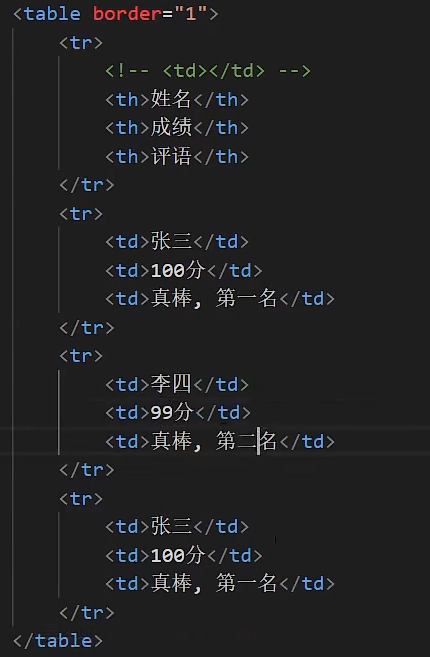 <table border="1">
<tr>
<!-- <td></td> -->
<th>姓名</th>
<th>成绩</th>
<th>评语</th>
</tr>
<tr>
<td>张三</td>
<td>100分</td>
<td>真棒, 第一名</td>
</tr>
<tr>
<td>李四</td>
<td>99分</td>
<td>真棒, 第二名</td>
</tr>
<tr>
<td>张三</td>
<td>100分</td>
<td>真棒, 第一名</td>
</tr>
</table>